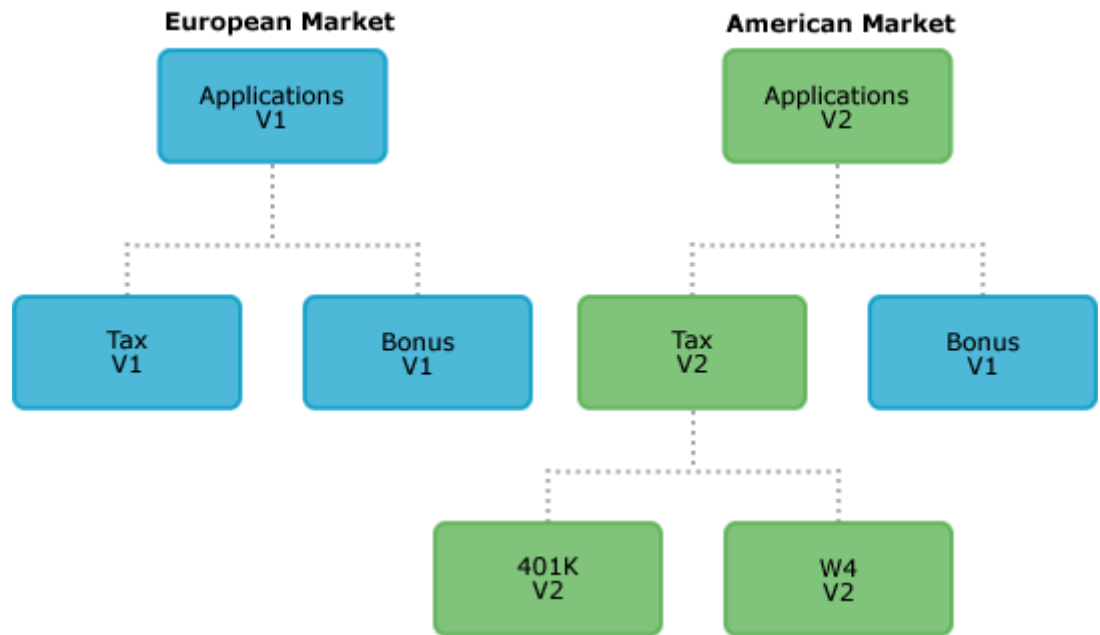 European Market
American Market
Applications
V1
Applications
V2
Tax
V1
Bonus
V1
Tax
V2
Bonus
V1
401K
V2
W4
V2